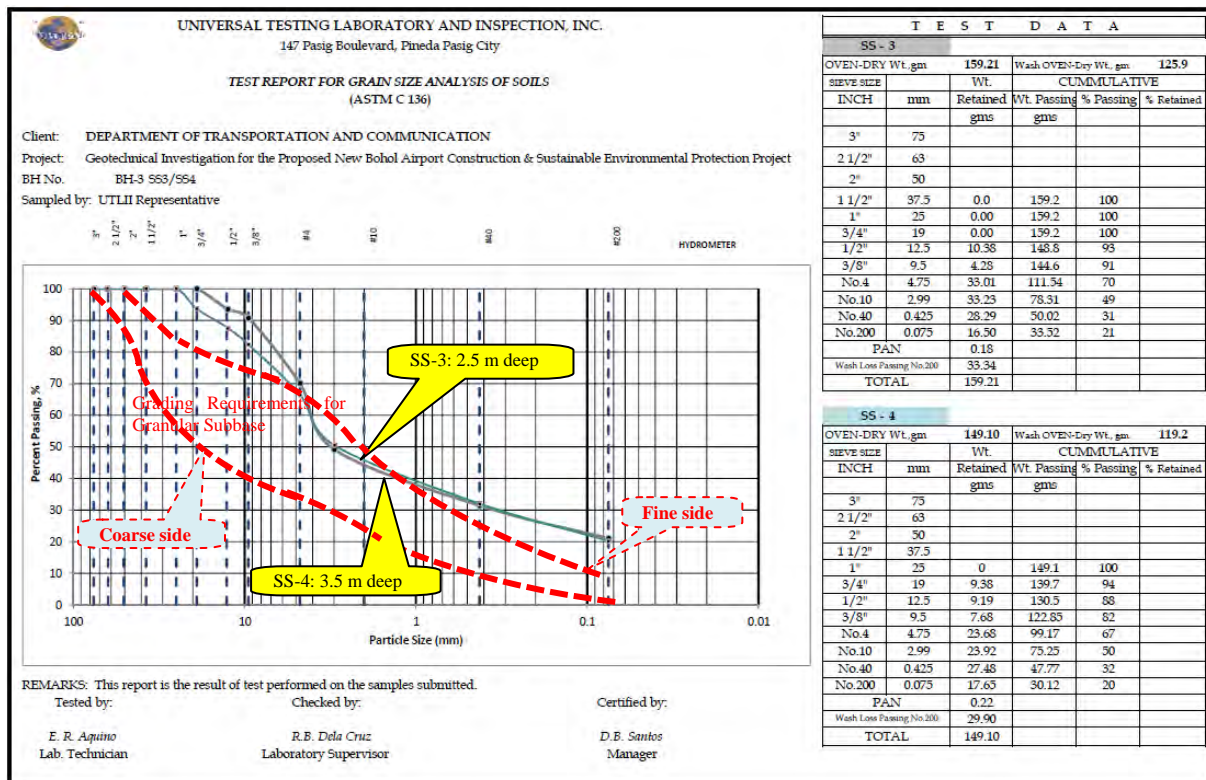 UNIVERSAL TESTING LABORATORY AND INSPECTION, INC.
147 Pasig Boulevard, Pineda Pasig City
TEST REPORT FOR GRAIN SIZE ANALYSIS OF SOILS
(ASTM C 136)
Client: DEPARTMENT OF TRANSPORTATION AND COMMUNICATION
Project: Geotechnical Investigation for the Proposed New Bohol Airport Construction & Sustainable Environmental Protection Project
BH No. BH-3 SS3/SS4
Sampled by: UTLII Representative
3" 2 1/2" 2" 1 1/2" 1" 3/4" 1/2" 3/8" #4 #10 #40 #200 HYDROMETER
Percent Passing, %
100
90
80
70
60
50
40
30
20
10
0
SS-3: 2.5 m deep
Grading Requirements for
Granular Subbase
Coarse side
Fine side
SS-4: 3.5 m deep
100 10 1 0.1 0.01
Particle Size (mm)
REMARKS: This report is the result of test performed on the samples submitted.
Tested by: Checked by: Certified by:
E. R. Aquino R.B. Dela Cruz D.B. Santos
Lab. Technician Laboratory Supervisor Manager
T E S T D A T A
SS - 3
OVEN-DRY Wt.,gm 159.21 Wash OVEN-Dry Wt., gm 125.9
SIEVE SIZE Wt. CUMMULATIVE
INCH mm Retained Wt. Passing % Passing % Retained
gms gms
3" 75
2 1/2" 63
2" 50
1 1/2" 37.5 0.0 159.2 100
1" 25 0.00 159.2 100
3/4" 19 0.00 159.2 100
1/2" 12.5 10.38 148.8 93
3/8" 9.5 4.28 144.6 91
No.4 4.75 33.01 111.54 70
No.10 2.99 33.23 78.31 49
No.40 0.425 28.29 50.02 31
No.200 0.075 16.50 33.52 21
PAN 0.18
Wash Loss Passing No.200 33.34
TOTAL 159.21
SS - 4
OVEN-DRY Wt.,gm 149.10 Wash OVEN-Dry Wt., gm 119.2
SIEVE SIZE Wt. CUMMULATIVE
INCH mm Retained Wt. Passing % Passing % Retained
gms gms
3" 75
2 1/2" 63
2" 50
1 1/2" 37.5
1" 25 0 149.1 100
3/4" 19 9.38 139.7 94
1/2" 12.5 9.19 130.5 88
3/8" 9.5 7.68 122.85 82
No.4 4.75 23.68 99.17 67
No.10 2.99 23.92 75.25 50
No.40 0.425 27.48 47.77 32
No.200 0.075 17.65 30.12 20
PAN 0.22
Wash Loss Passing No.200 29.90
TOTAL 149.10